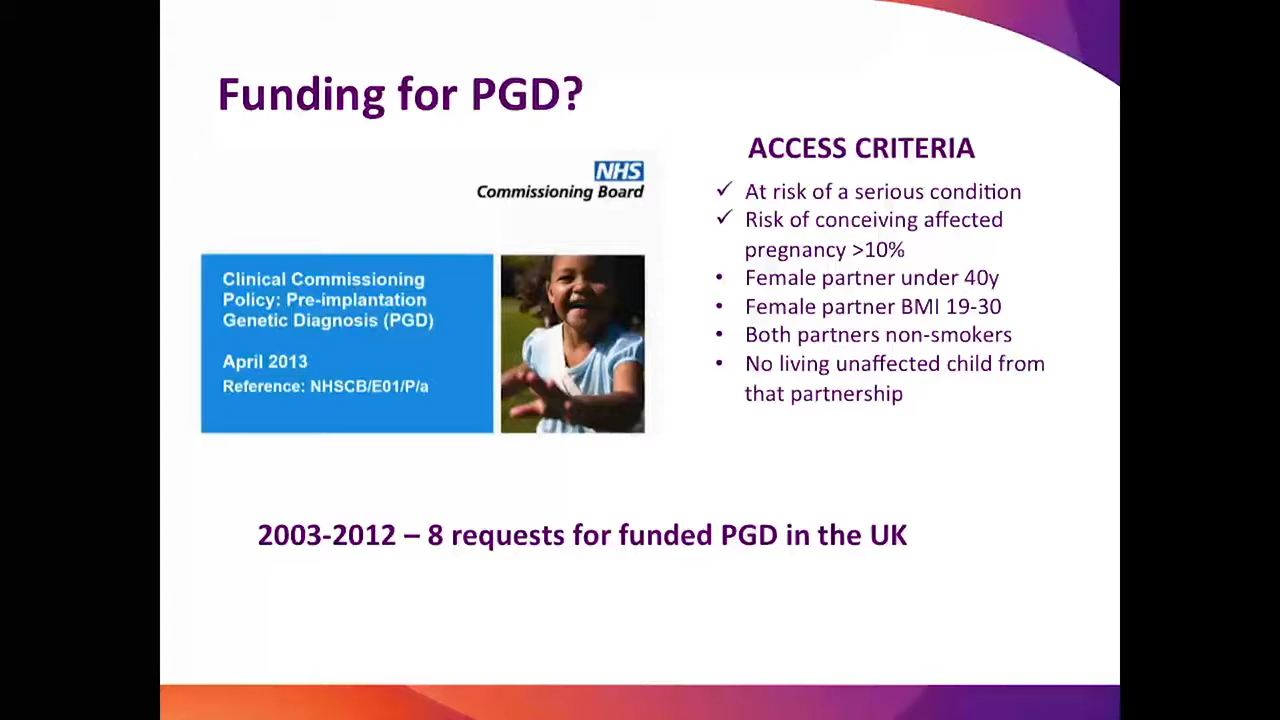 Funding for PGD?
NHS
Commissioning Board
Clinical Commissioning
Policy: Pre-implantation
Genetic Diagnosis (PGD)
April 2013
Reference: NHSCB/E01/P/a
ACCESS CRITERIA
✓ At risk of a serious condition
✓ Risk of conceiving affected
pregnancy >10%
• Female partner under 40y
• Female partner BMI 19-30
• Both partners non-smokers
• No living unaffected child from
that partnership
2003-2012 – 8 requests for funded PGD in the UK